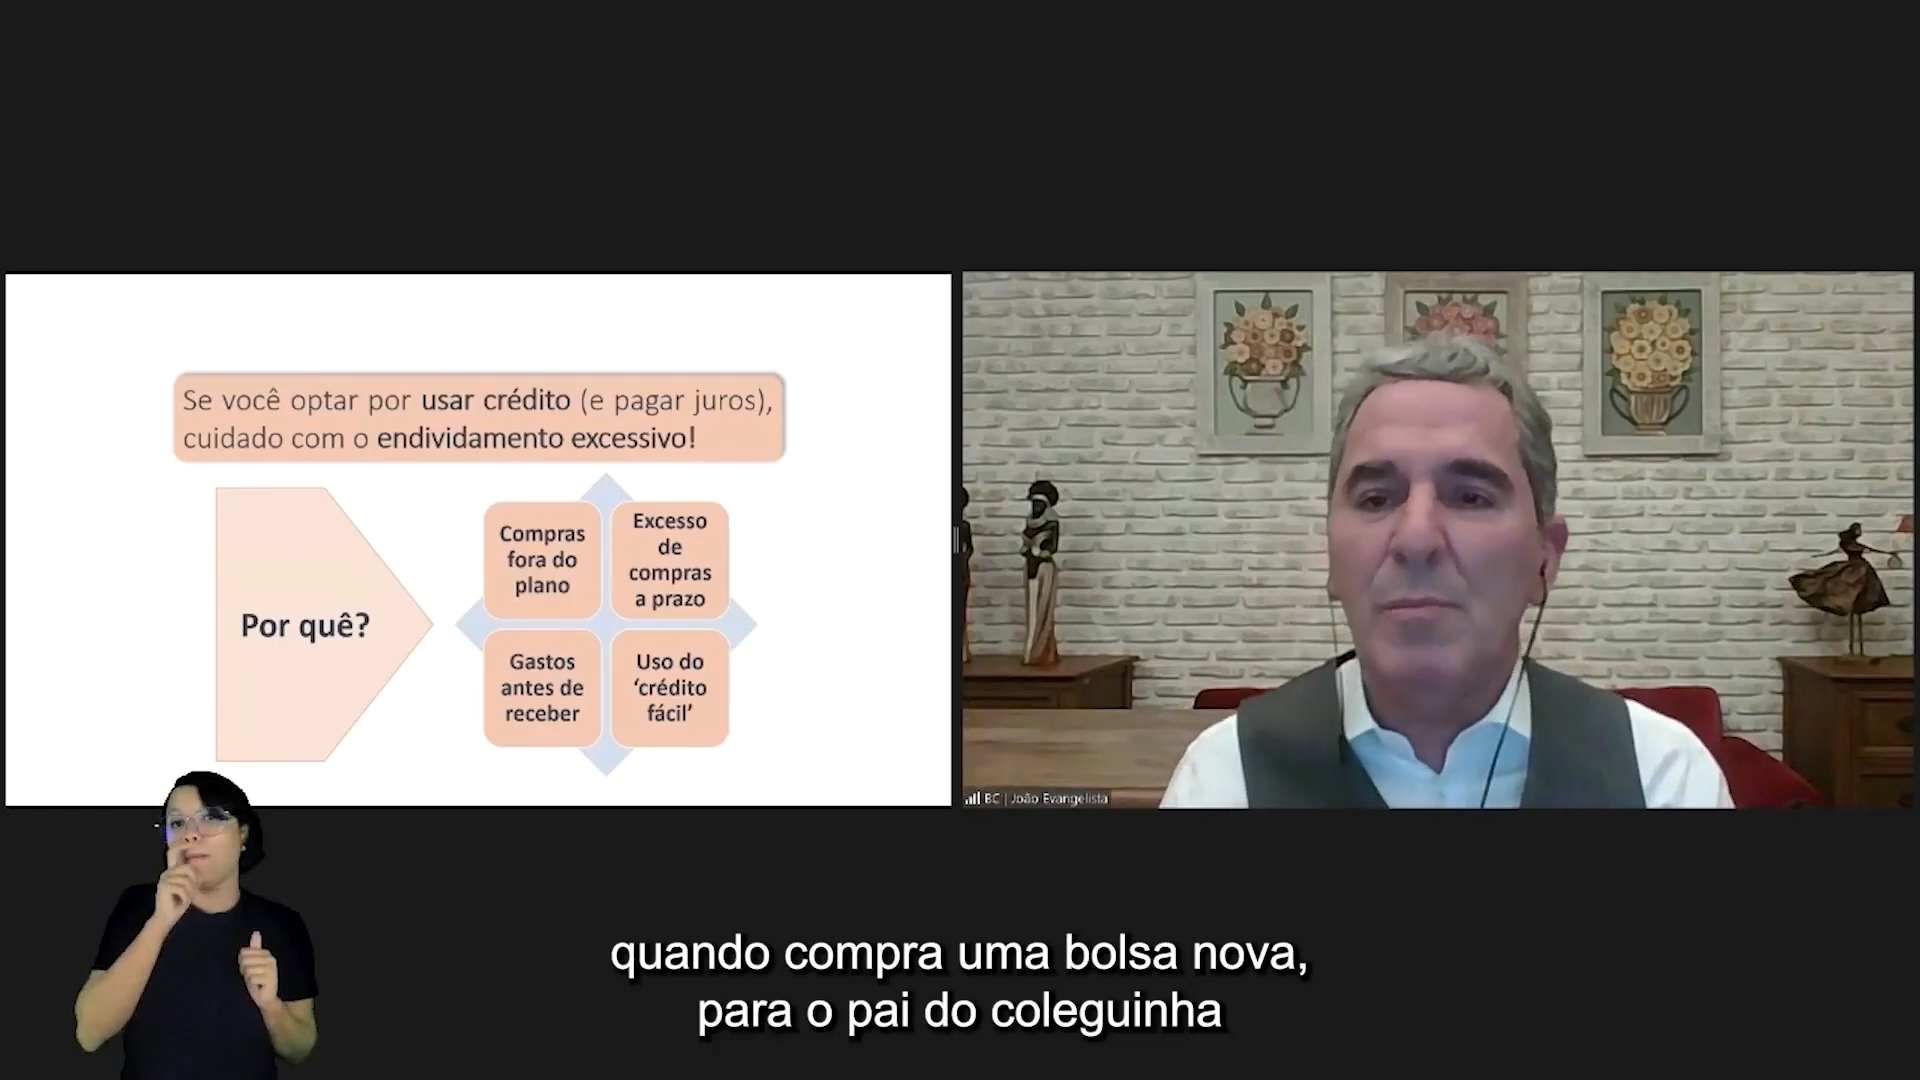 Se você optar por usar crédito (e pagar juros),
cuidado com o endividamento excessivo!
Por quê?
Compras
fora do
plano
Excesso
de
compras
a prazo
Gastos
antes de
receber
Uso do
‘crédito
fácil’
BC | João Evangelista
quando compra uma bolsa nova,
para o pai do coleguinha